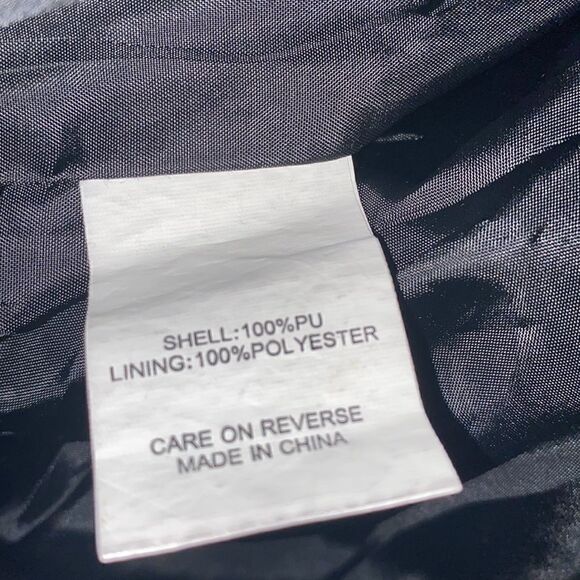 SHELL:100%PU
LINING:100%POLYESTER
CARE ON REVERSE
MADE IN CHINA